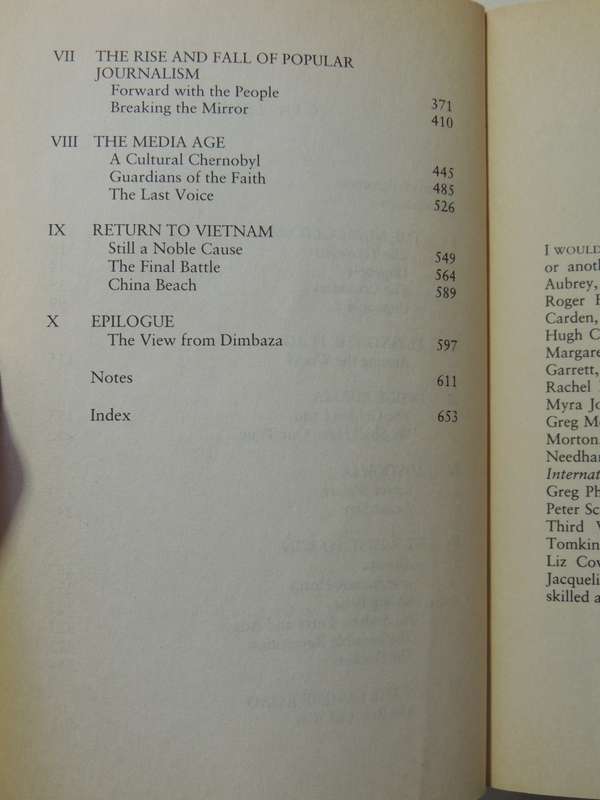 VII THE RISE AND FALL OF POPULAR
JOURNALISM
Forward with the People 371
Breaking the Mirror 410
VIII THE MEDIA AGE
A Cultural Chernobyl 445
Guardians of the Faith 485
The Last Voice 526
IX RETURN TO VIETNAM
Still a Noble Cause 549
The Final Battle 564
China Beach 589
X EPILOGUE
The View from Dimbaza 597
Notes 611
Index 653
I WOULD
or anoth
Aubrey,
Roger
Carden,
Hugh C
Margare
Garrett,
Rachel
Myra Jo
Greg Mc
Morton
Needhar
Internat
Greg Ph
Peter Sc
Third V
Tomkin
Liz Cov
Jacqueli
skilled a